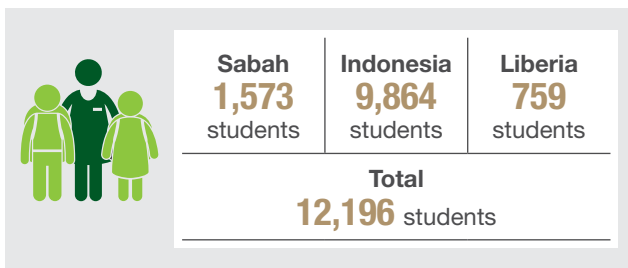 Sabah
1,573
students
Indonesia
9,864
students
Liberia
759
students
Total
12,196 students